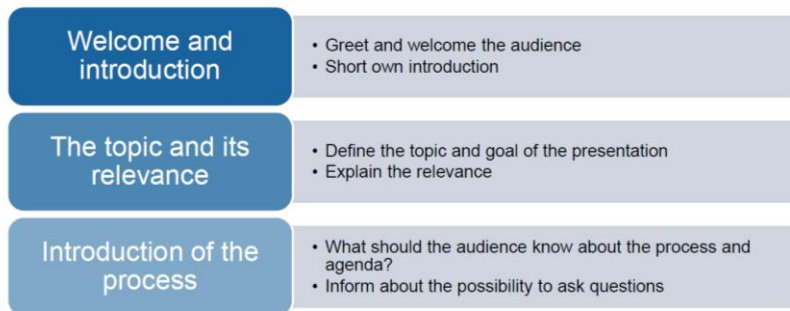 Welcome and
introduction
• Greet and welcome the audience
• Short own introduction
The topic and its
relevance
• Define the topic and goal of the presentation
• Explain the relevance
Introduction of the
process
• What should the audience know about the process and
agenda?
• Inform about the possibility to ask questions